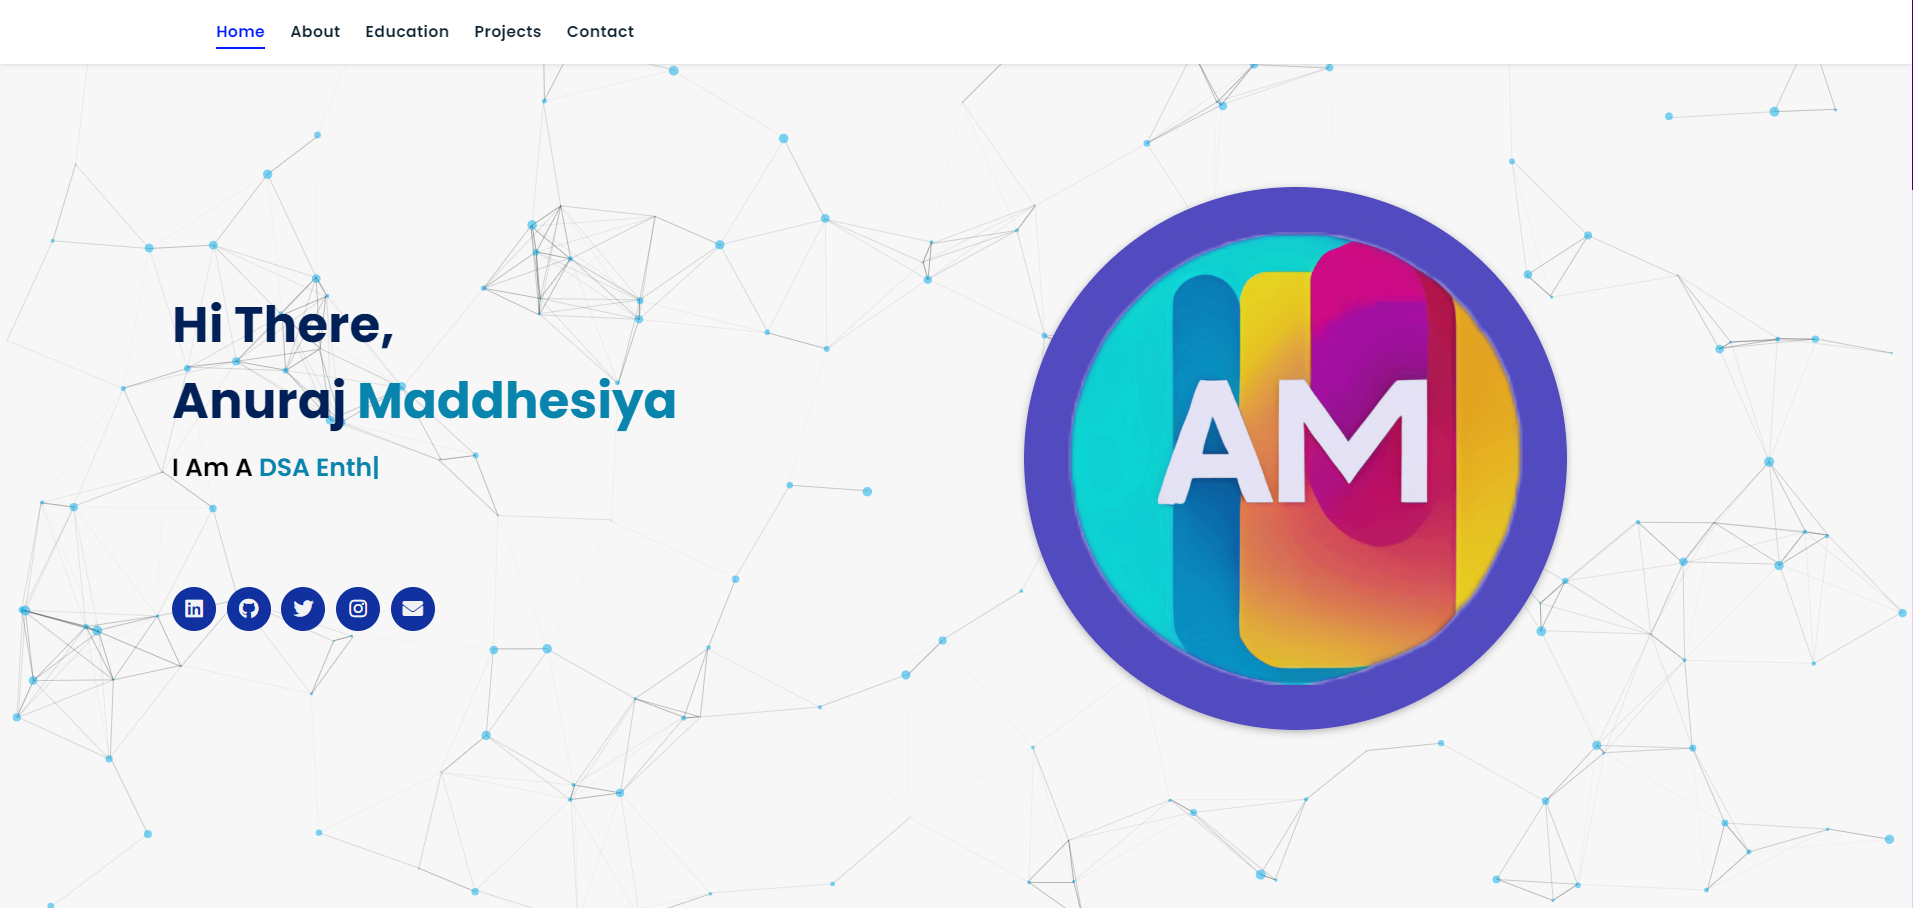 Home About Education Projects Contact
Hi There,
Anuraj Maddhesiya
I Am A DSA Enth|
AM